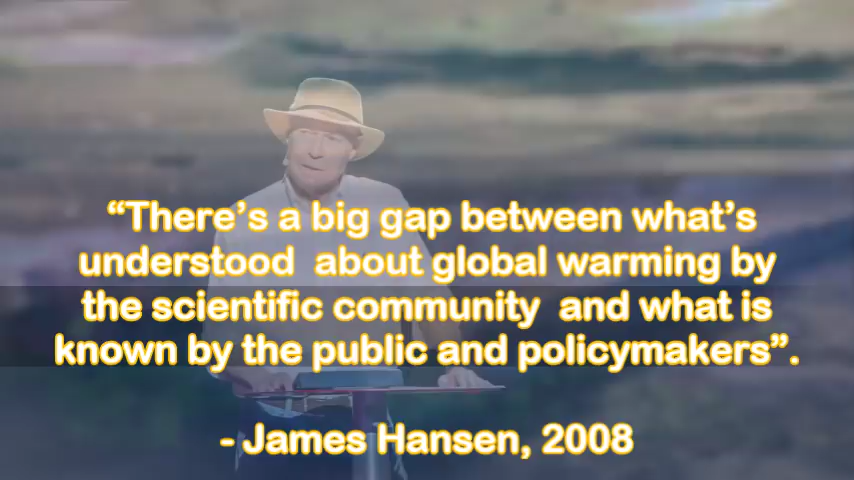 “There’s a big gap between what’s
understood  about global warming by
the scientific community  and what is
known by the public and policymakers”.
- James Hansen, 2008